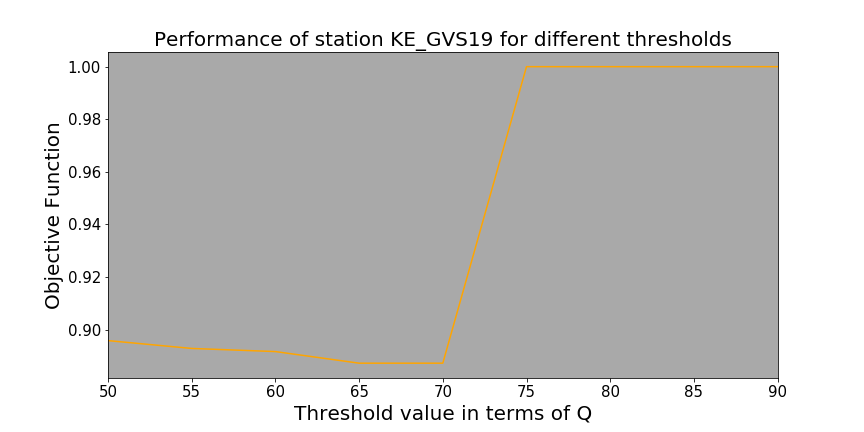 Performance of station KE_GVS19 for different thresholds
1.00
0.98
0.96
0.94
0.92
0.90
Objective Function
50 55 60 65 70 75 80 85 90
Threshold value in terms of Q